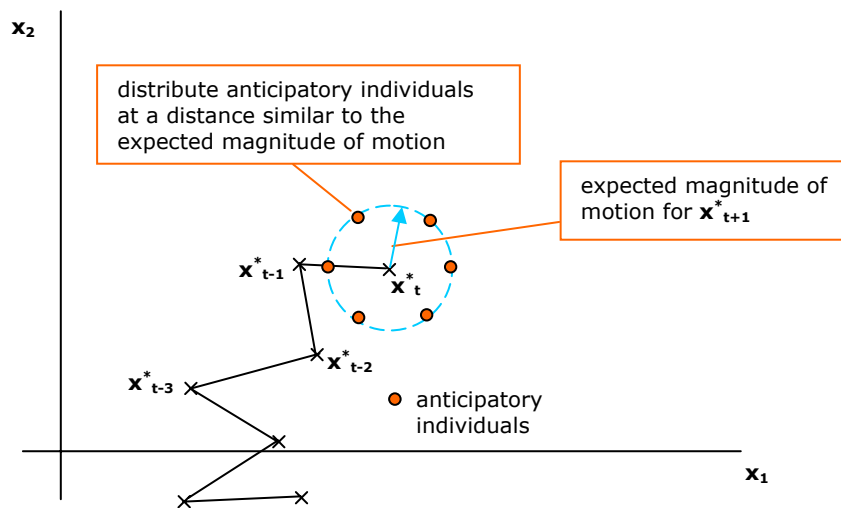 x₂
distribute anticipatory individuals
at a distance similar to the
expected magnitude of motion
expected magnitude of
motion for x*ₜ₊₁
x*ₜ₋₁
x*ₜ
x*ₜ₋₂
x*ₜ₋₃
anticipatory
individuals
x₁